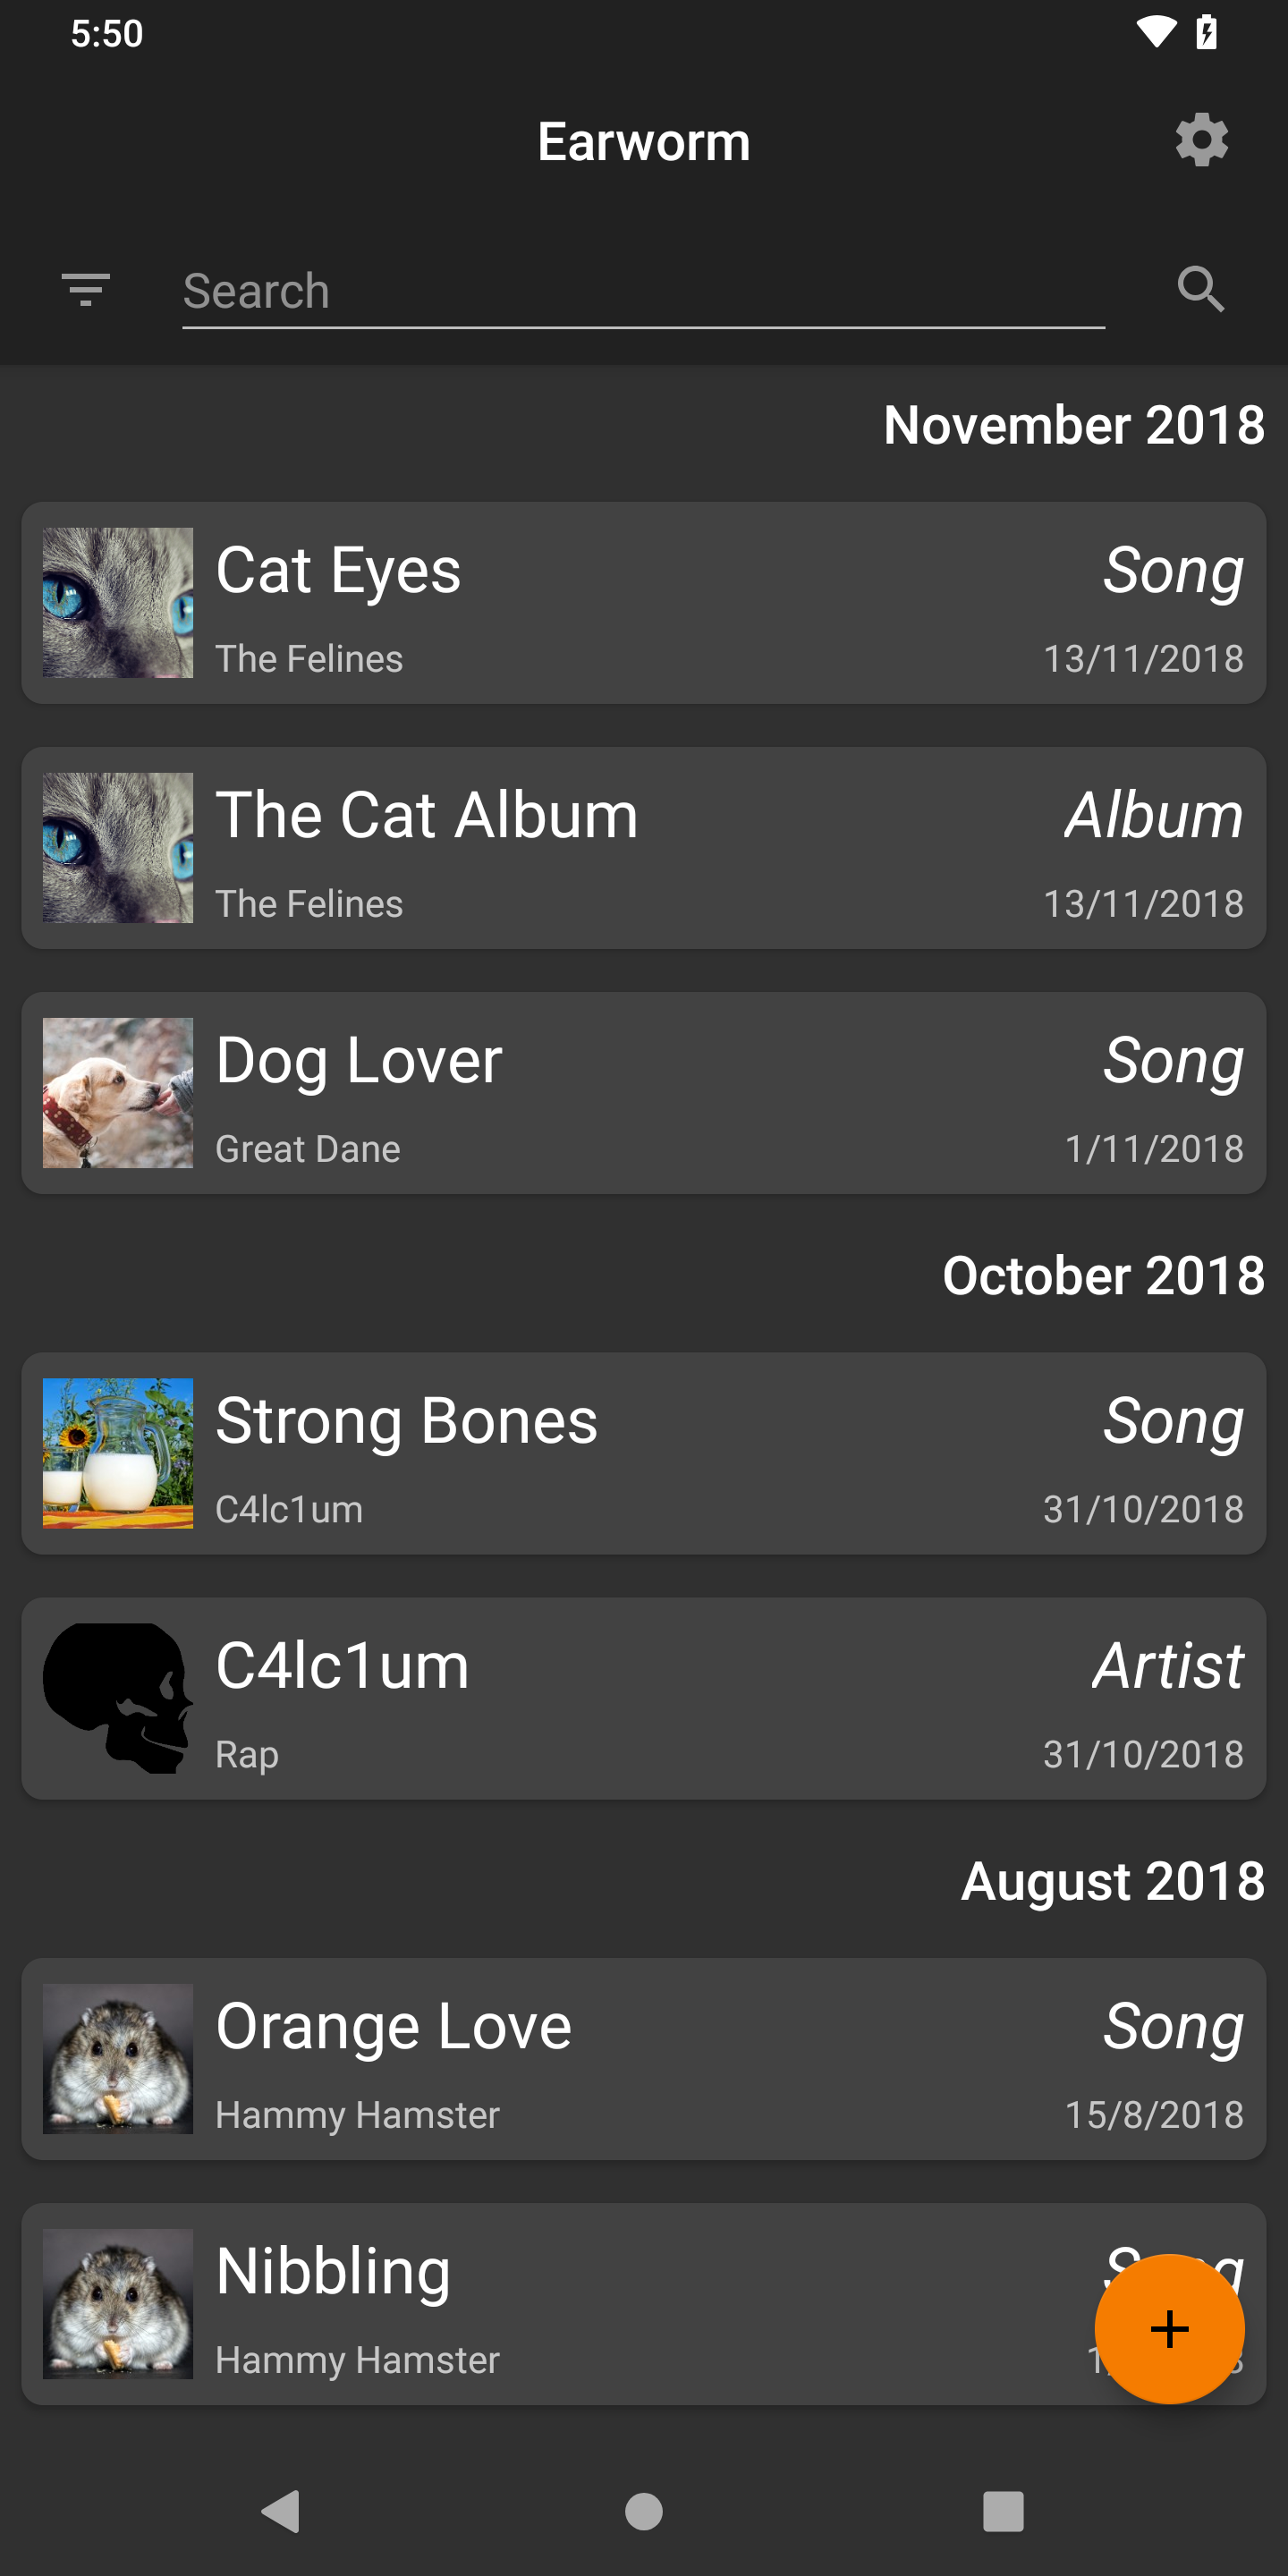 5:50
Earworm
Search
November 2018
Cat Eyes
Song
The Felines
13/11/2018
The Cat Album
Album
The Felines
13/11/2018
Dog Lover
Song
Great Dane
1/11/2018
October 2018
Strong Bones
Song
C4lc1um
31/10/2018
C4lc1um
Artist
Rap
31/10/2018
August 2018
Orange Love
Song
Hammy Hamster
15/8/2018
Nibbling
Hammy Hamster